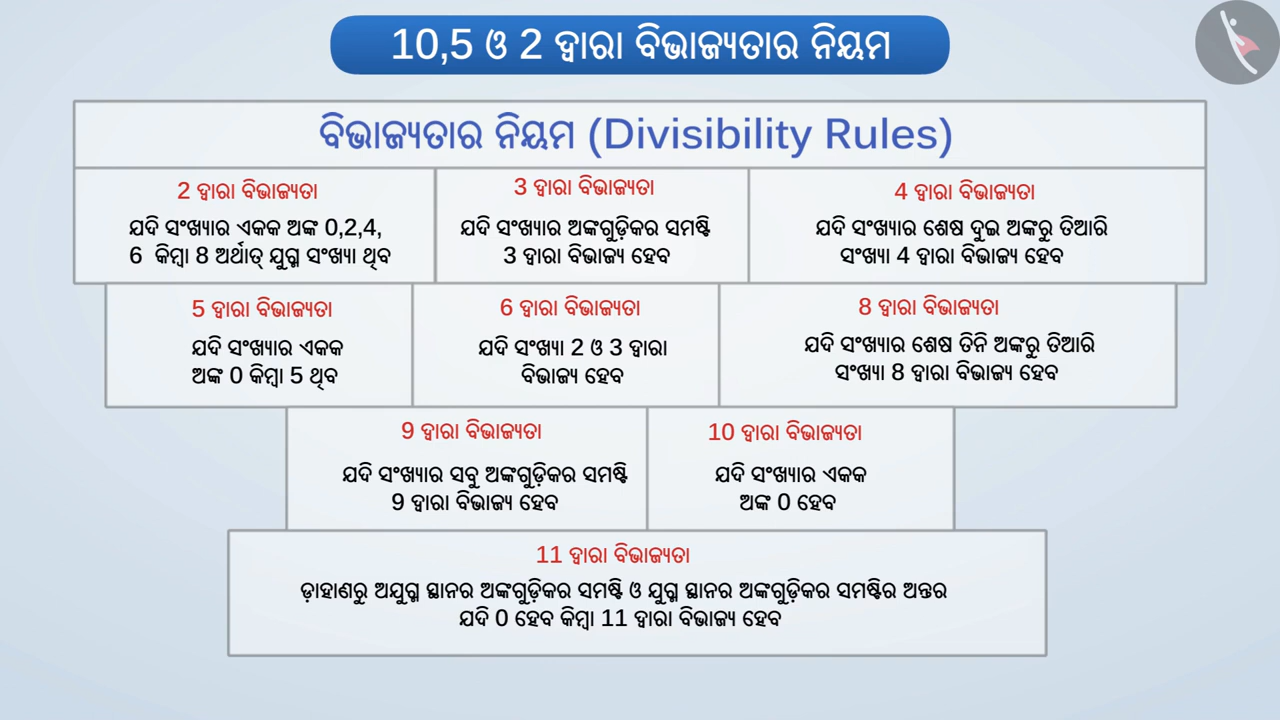 10,5 ଓ 2 ଦ୍ୱାରା ବିଭାଜ୍ୟତାର ନିୟମ
ବିଭାଜ୍ୟତାର ନିୟମ (Divisibility Rules)
2 ଦ୍ୱାରା ବିଭାଜ୍ୟତା
ଯଦି ସଂଖ୍ୟାର ଏକକ ଅଙ୍କ 0,2,4,
6 କିମ୍ବା 8 ଅର୍ଥାତ୍ ଯୁଗ୍ମ ସଂଖ୍ୟା ଥିବ
3 ଦ୍ୱାରା ବିଭାଜ୍ୟତା
ଯଦି ସଂଖ୍ୟାର ଅଙ୍କଗୁଡ଼ିକର ସମଷ୍ଟି
3 ଦ୍ୱାରା ବିଭାଜ୍ୟ ହେବ
4 ଦ୍ୱାରା ବିଭାଜ୍ୟତା
ଯଦି ସଂଖ୍ୟାର ଶେଷ ଦୁଇ ଅଙ୍କରୁ ତିଆରି
ସଂଖ୍ୟା 4 ଦ୍ୱାରା ବିଭାଜ୍ୟ ହେବ
5 ଦ୍ୱାରା ବିଭାଜ୍ୟତା
ଯଦି ସଂଖ୍ୟାର ଏକକ
ଅଙ୍କ 0 କିମ୍ବା 5 ଥିବ
6 ଦ୍ୱାରା ବିଭାଜ୍ୟତା
ଯଦି ସଂଖ୍ୟା 2 ଓ 3 ଦ୍ୱାରା
ବିଭାଜ୍ୟ ହେବ
8 ଦ୍ୱାରା ବିଭାଜ୍ୟତା
ଯଦି ସଂଖ୍ୟାର ଶେଷ ତିନି ଅଙ୍କରୁ ତିଆରି
ସଂଖ୍ୟା 8 ଦ୍ୱାରା ବିଭାଜ୍ୟ ହେବ
9 ଦ୍ୱାରା ବିଭାଜ୍ୟତା
ଯଦି ସଂଖ୍ୟାର ସବୁ ଅଙ୍କଗୁଡ଼ିକର ସମଷ୍ଟି
9 ଦ୍ୱାରା ବିଭାଜ୍ୟ ହେବ
10 ଦ୍ୱାରା ବିଭାଜ୍ୟତା
ଯଦି ସଂଖ୍ୟାର ଏକକ
ଅଙ୍କ 0 ହେବ
11 ଦ୍ୱାରା ବିଭାଜ୍ୟତା
ଡ଼ାହାଣରୁ ଅଯୁଗ୍ମ ସ୍ଥାନର ଅଙ୍କଗୁଡ଼ିକର ସମଷ୍ଟି ଓ ଯୁଗ୍ମ ସ୍ଥାନର ଅଙ୍କଗୁଡ଼ିକର ସମଷ୍ଟିର ଅନ୍ତର
ଯଦି 0 ହେବ କିମ୍ବା 11 ଦ୍ୱାରା ବିଭାଜ୍ୟ ହେବ